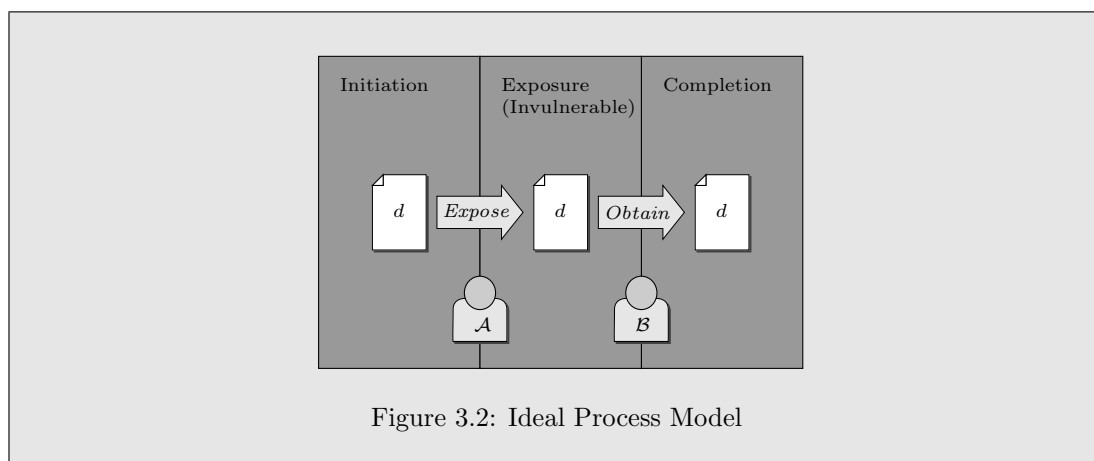 Initiation
Exposure
(Invulnerable)
Completion
d
Expose
d
Obtain
d
A
B
Figure 3.2: Ideal Process Model